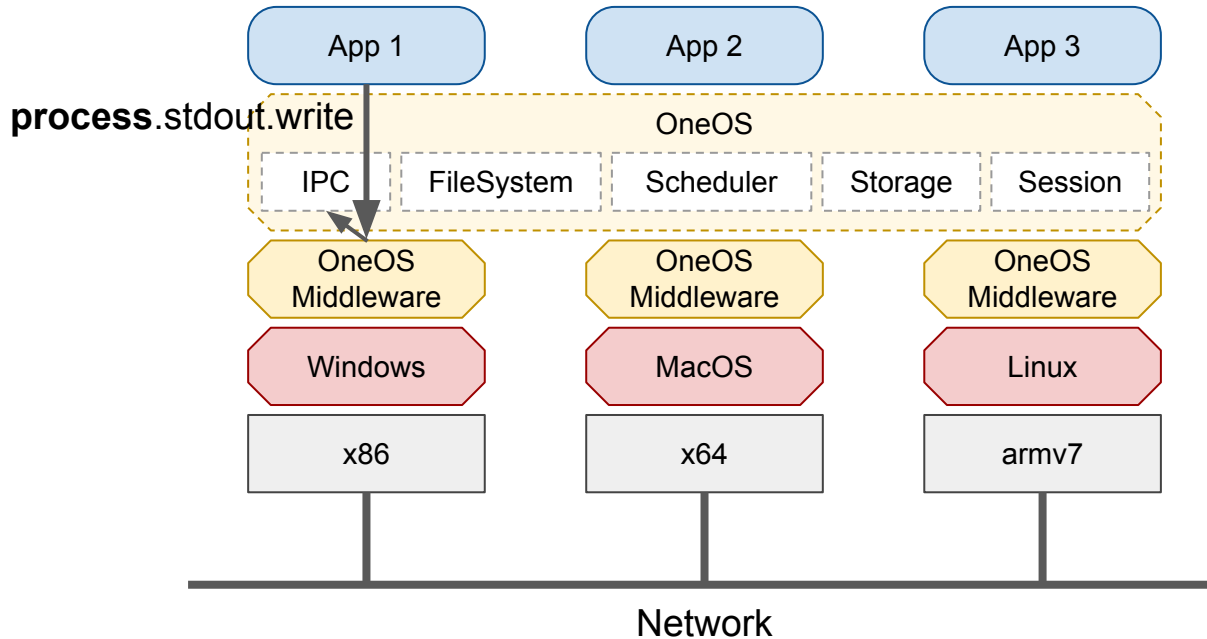 App 1
App 2
App 3
process.stdout.write
OneOS
IPC
FileSystem
Scheduler
Storage
Session
OneOS
Middleware
OneOS
Middleware
OneOS
Middleware
Windows
MacOS
Linux
x86
x64
armv7
Network